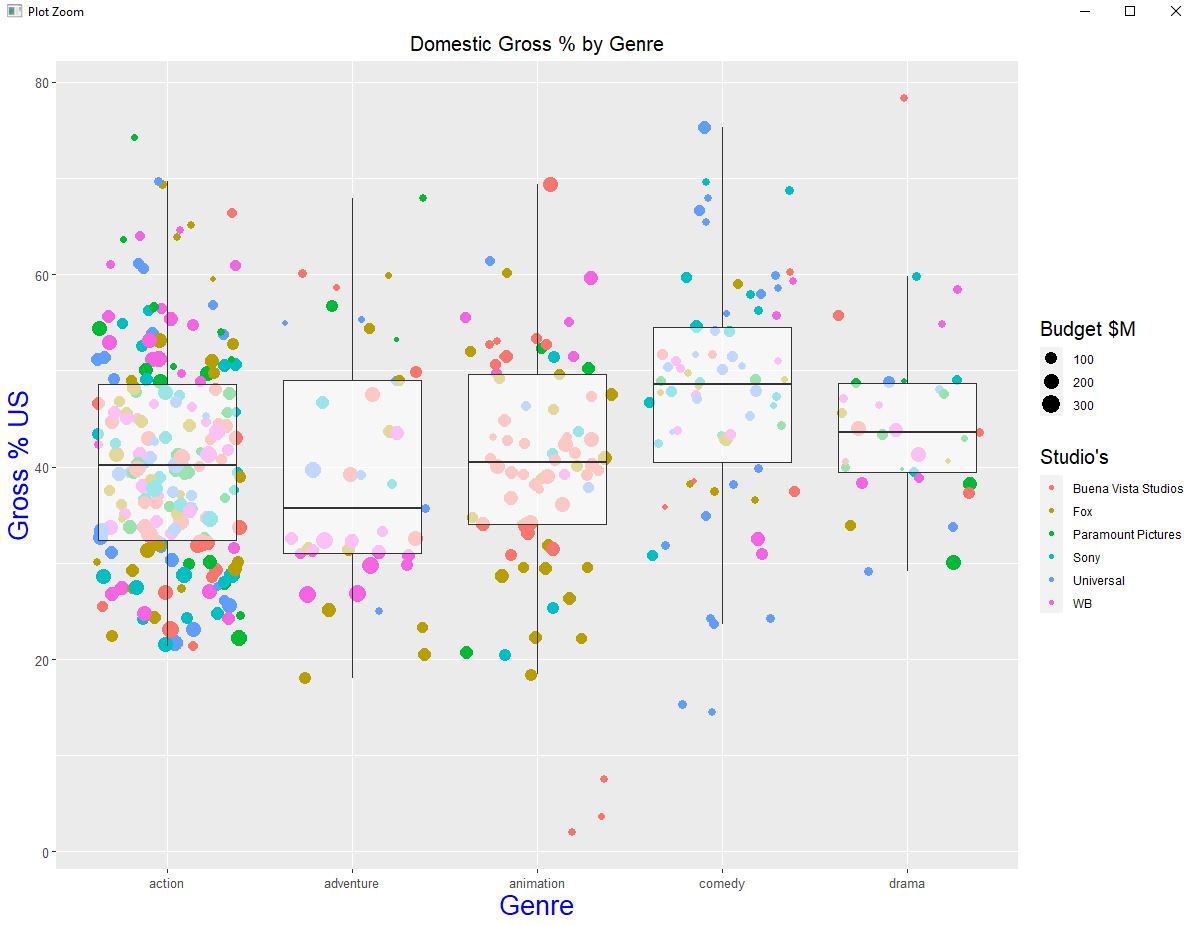 Plot Zoom
Domestic Gross % by Genre
Gross % US
80
60
40
20
0
action adventure animation comedy drama
Genre
Budget $M
100
200
300
Studio's
Buena Vista Studios
Fox
Paramount Pictures
Sony
Universal
WB